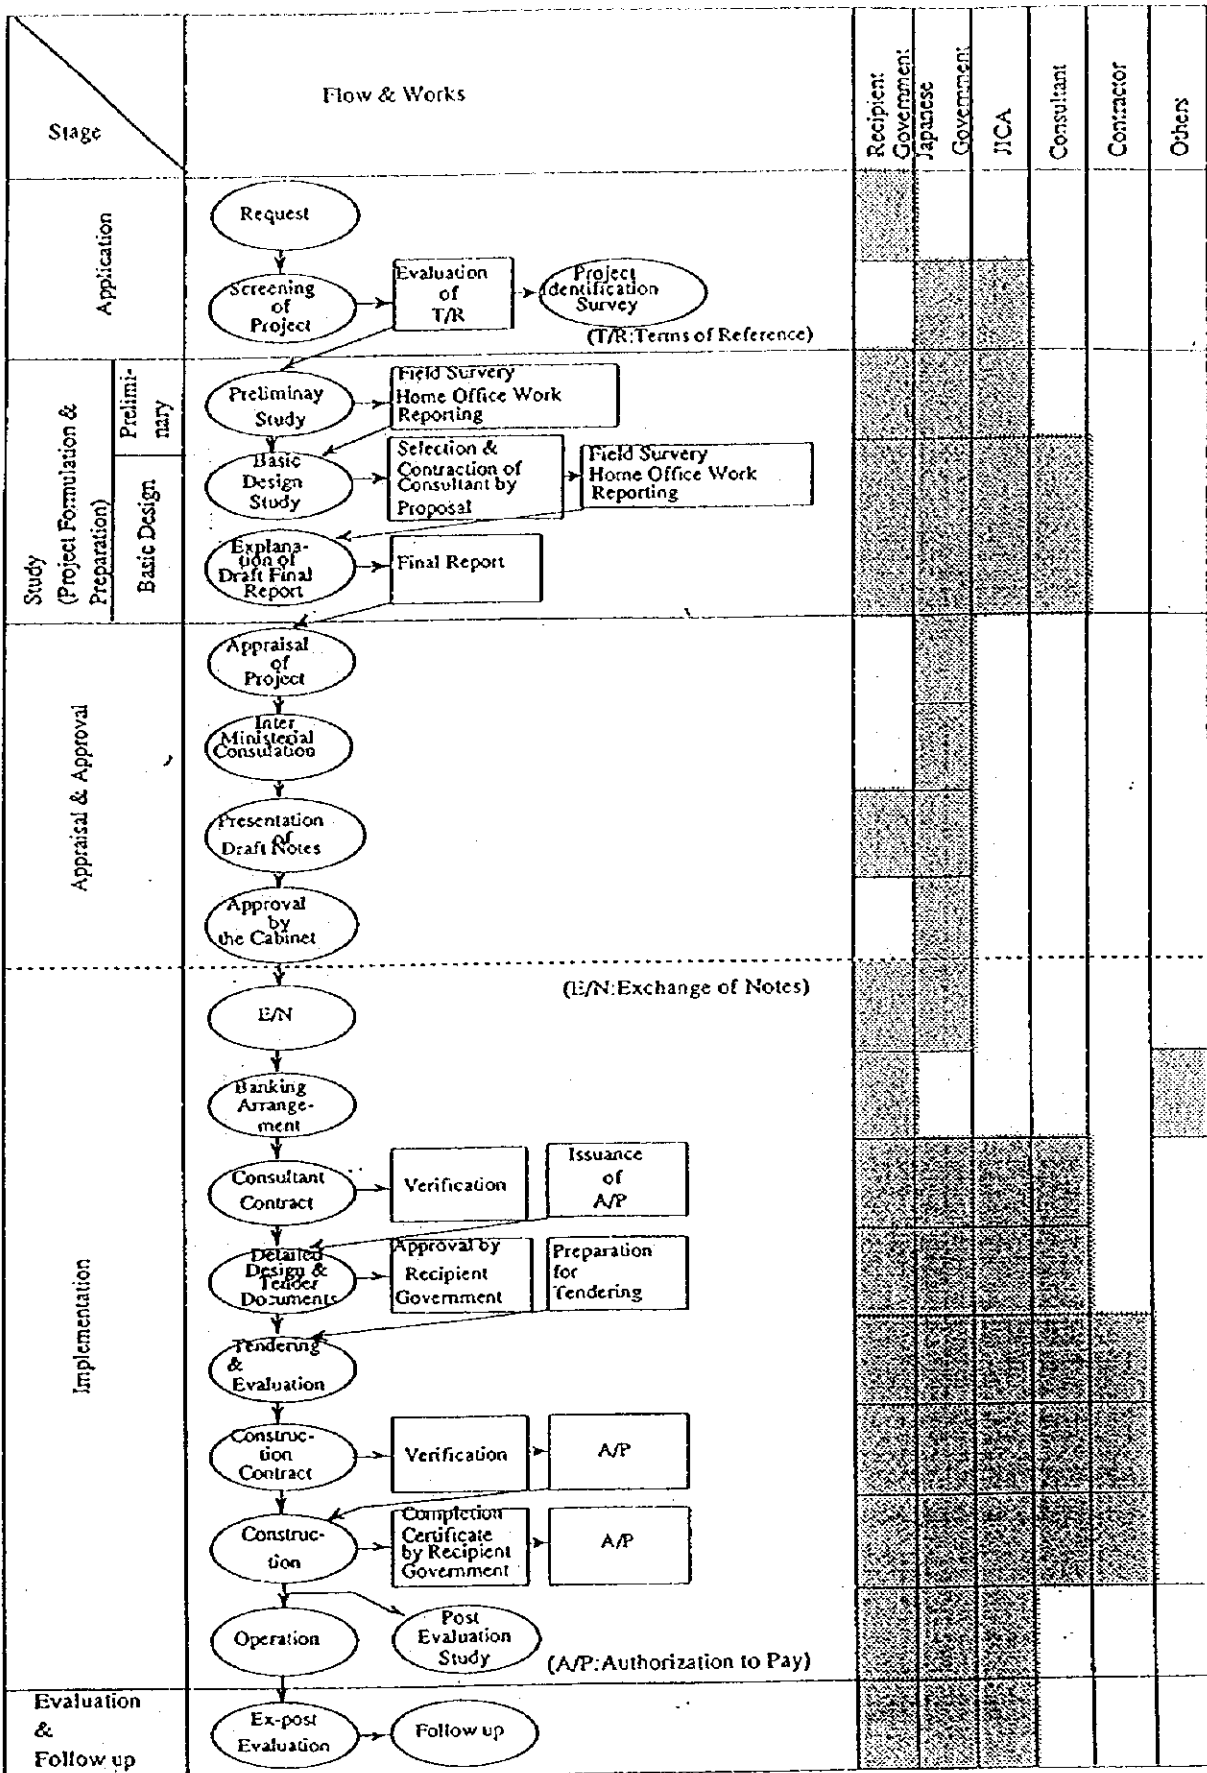 Stage
Flow & Works
Recipient
Government
Japanese
Government
JICA
Consultant
Contractor
Others
Application
Request
Screening
of
Project
Evaluation
of
T/R
Project
Identification
Survey
(T/R:Terms of Reference)
Study
(Project Formulation &
Preparation)
Prelimi-
nary
Preliminay
Study
Field Survery
Home Office Work
Reporting
Basic Design
Basic
Design
Study
Selection &
Contraction of
Consultant by
Proposal
Field Survery
Home Office Work
Reporting
Explana-
tion of
Draft Final
Report
Final Report
Appraisal & Approval
Appraisal
of
Project
Inter
Ministerial
Consulation
Presentation
of
Draft Notes
Approval
by
the Cabinet
Implementation
(E/N:Exchange of Notes)
E/N
Banking
Arrange-
ment
Consultant
Contract
Verification
Issuance
of
A/P
Detailed
Design &
Tender
Documents
Approval by
Recipient
Government
Preparation
for
Tendering
Tendering
&
Evaluation
Construc-
tion
Contract
Verification
A/P
Construc-
tion
Completion
Certificate
by Recipient
Government
A/P
Operation
Post
Evaluation
Study
(A/P:Authorization to Pay)
Evaluation
&
Follow up
Ex-post
Evaluation
Follow up